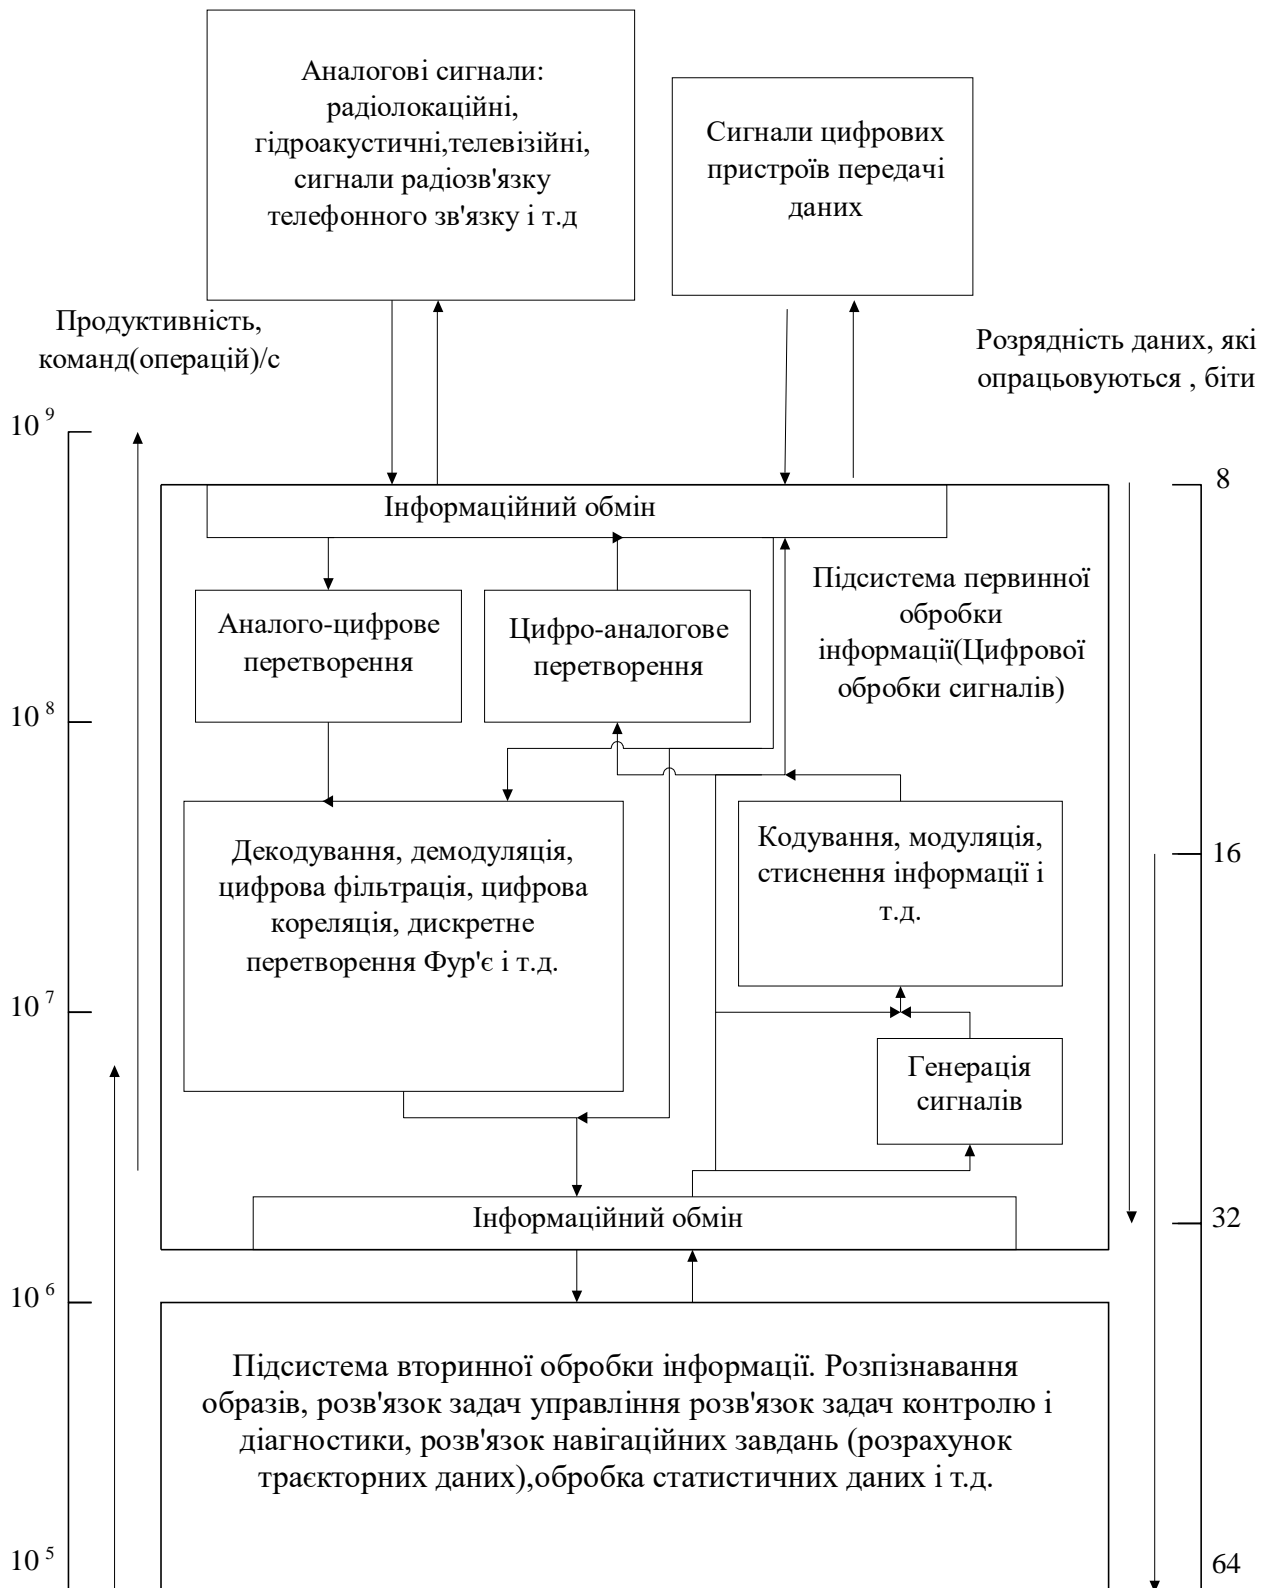 Аналогові сигнали:
радіолокаційні,
гідроакустичні,телевізійні,
сигнали радіозв'язку
телефонного зв'язку і т.д
Сигнали цифрових
пристроїв передачі
даних
Продуктивність,
команд(операцій)/с
Розрядність даних, які
опрацьовуються , біти
10 9
8
Інформаційний обмін
Підсистема первинної
обробки
інформації(Цифрової
обробки сигналів)
Аналого-цифрове
перетворення
Цифро-аналогове
перетворення
10 8
Декодування, демодуляція,
цифрова фільтрація, цифрова
кореляція, дискретне
перетворення Фур'є і т.д.
Кодування, модуляція,
стиснення інформації і
т.д.
16
10 7
Генерація
сигналів
Інформаційний обмін
32
10 6
Підсистема вторинної обробки інформації. Розпізнавання
образів, розв'язок задач управління розв'язок задач контролю і
діагностики, розв'язок навігаційних завдань (розрахунок
траєкторних даних),обробка статистичних даних і т.д.
10 5
64